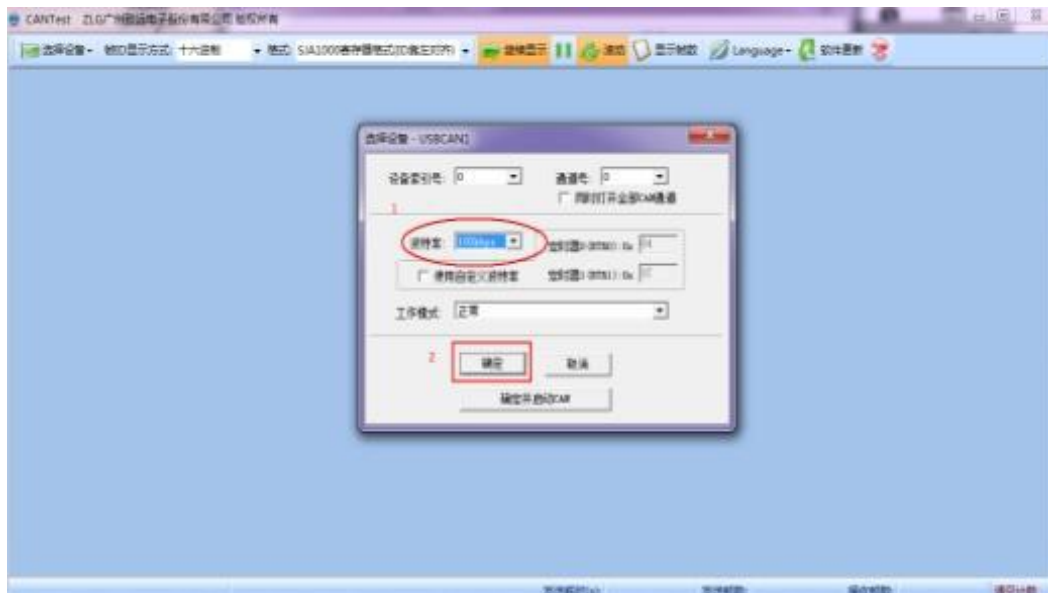 CANTest ZLG广州致远电子股份有限公司 版权所有
选择设备 帧ID显示方式: 十六进制 格式: SJA1000寄存器格式(ID靠左对齐) 继续显示 滚动 显示帧数 Language 软件更新
选择设备 - USBCAN1
设备索引号: 0 通道号: 0
同时打开全部CAN通道
1
波特率: 定时器0(BTR0): 0x 04
使用自定义波特率 定时器1(BTR1): 0x
工作模式: 正常
2
确定 取消
确定并启动CAN